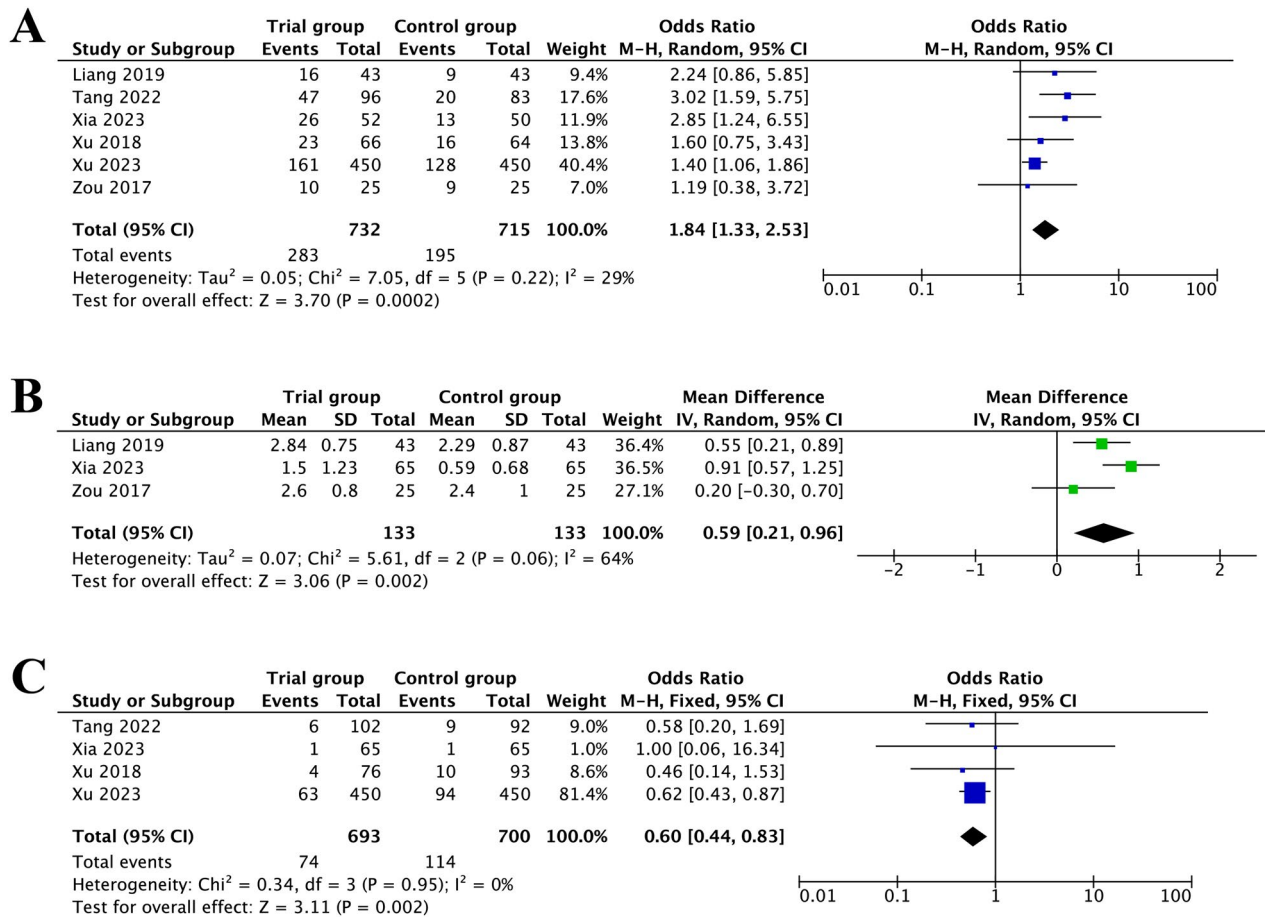 A
Trial group Control group Odds Ratio Odds Ratio
Study or Subgroup Events Total Events Total Weight M-H, Random, 95% CI M-H, Random, 95% CI
Liang 2019 16 43 9 43 9.4% 2.24 [0.86, 5.85]
Tang 2022 47 96 20 83 17.6% 3.02 [1.59, 5.75]
Xia 2023 26 52 13 50 11.9% 2.85 [1.24, 6.55]
Xu 2018 23 66 16 64 13.8% 1.60 [0.75, 3.43]
Xu 2023 161 450 128 450 40.4% 1.40 [1.06, 1.86]
Zou 2017 10 25 9 25 7.0% 1.19 [0.38, 3.72]
Total (95% CI) 732 715 100.0% 1.84 [1.33, 2.53]
Total events 283 195
Heterogeneity: Tau² = 0.05; Chi² = 7.05, df = 5 (P = 0.22); I² = 29%
Test for overall effect: Z = 3.70 (P = 0.0002)
0.01 0.1 1 10 100
B
Trial group Control group Mean Difference Mean Difference
Study or Subgroup Mean SD Total Mean SD Total Weight IV, Random, 95% CI IV, Random, 95% CI
Liang 2019 2.84 0.75 43 2.29 0.87 43 36.4% 0.55 [0.21, 0.89]
Xia 2023 1.5 1.23 65 0.59 0.68 65 36.5% 0.91 [0.57, 1.25]
Zou 2017 2.6 0.8 25 2.4 1 25 27.1% 0.20 [−0.30, 0.70]
Total (95% CI) 133 133 100.0% 0.59 [0.21, 0.96]
Heterogeneity: Tau² = 0.07; Chi² = 5.61, df = 2 (P = 0.06); I² = 64%
Test for overall effect: Z = 3.06 (P = 0.002)
−2 −1 0 1 2
C
Trial group Control group Odds Ratio Odds Ratio
Study or Subgroup Events Total Events Total Weight M-H, Fixed, 95% CI M-H, Fixed, 95% CI
Tang 2022 6 102 9 92 9.0% 0.58 [0.20, 1.69]
Xia 2023 1 65 1 65 1.0% 1.00 [0.06, 16.34]
Xu 2018 4 76 10 93 8.6% 0.46 [0.14, 1.53]
Xu 2023 63 450 94 450 81.4% 0.62 [0.43, 0.87]
Total (95% CI) 693 700 100.0% 0.60 [0.44, 0.83]
Total events 74 114
Heterogeneity: Chi² = 0.34, df = 3 (P = 0.95); I² = 0%
Test for overall effect: Z = 3.11 (P = 0.002)
0.01 0.1 1 10 100